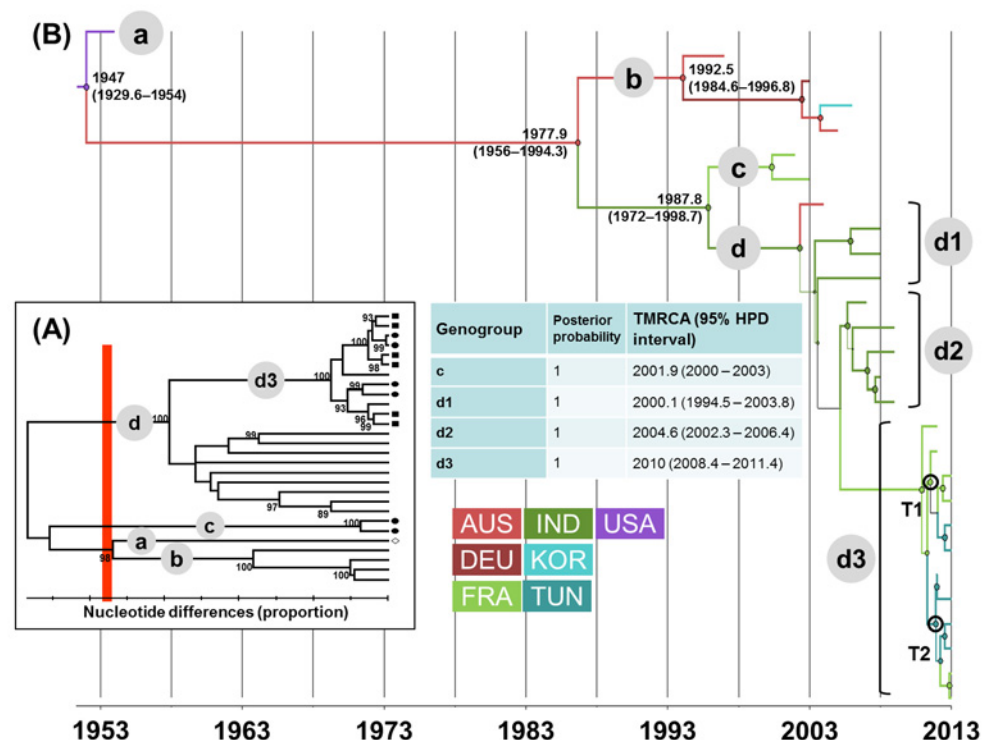 (B)
a
1947
(1929.6–1954)
b
1992.5
(1984.6–1996.8)
1977.9
(1956–1994.3)
c
1987.8
(1972–1998.7)
d
d1
d2
d3
T1
T2
(A)
93
100
99
98
d3
100
99
93
96
99
d
100
99
97
89
c
100
a
98
b
100
100
Nucleotide differences (proportion)
Genogroup Posterior probability TMRCA (95% HPD interval)
c 1 2001.9 (2000 – 2003)
d1 1 2000.1 (1994.5 – 2003.8)
d2 1 2004.6 (2002.3 – 2006.4)
d3 1 2010 (2008.4 – 2011.4)
AUS IND USA
DEU KOR
FRA TUN
1953 1963 1973 1983 1993 2003 2013